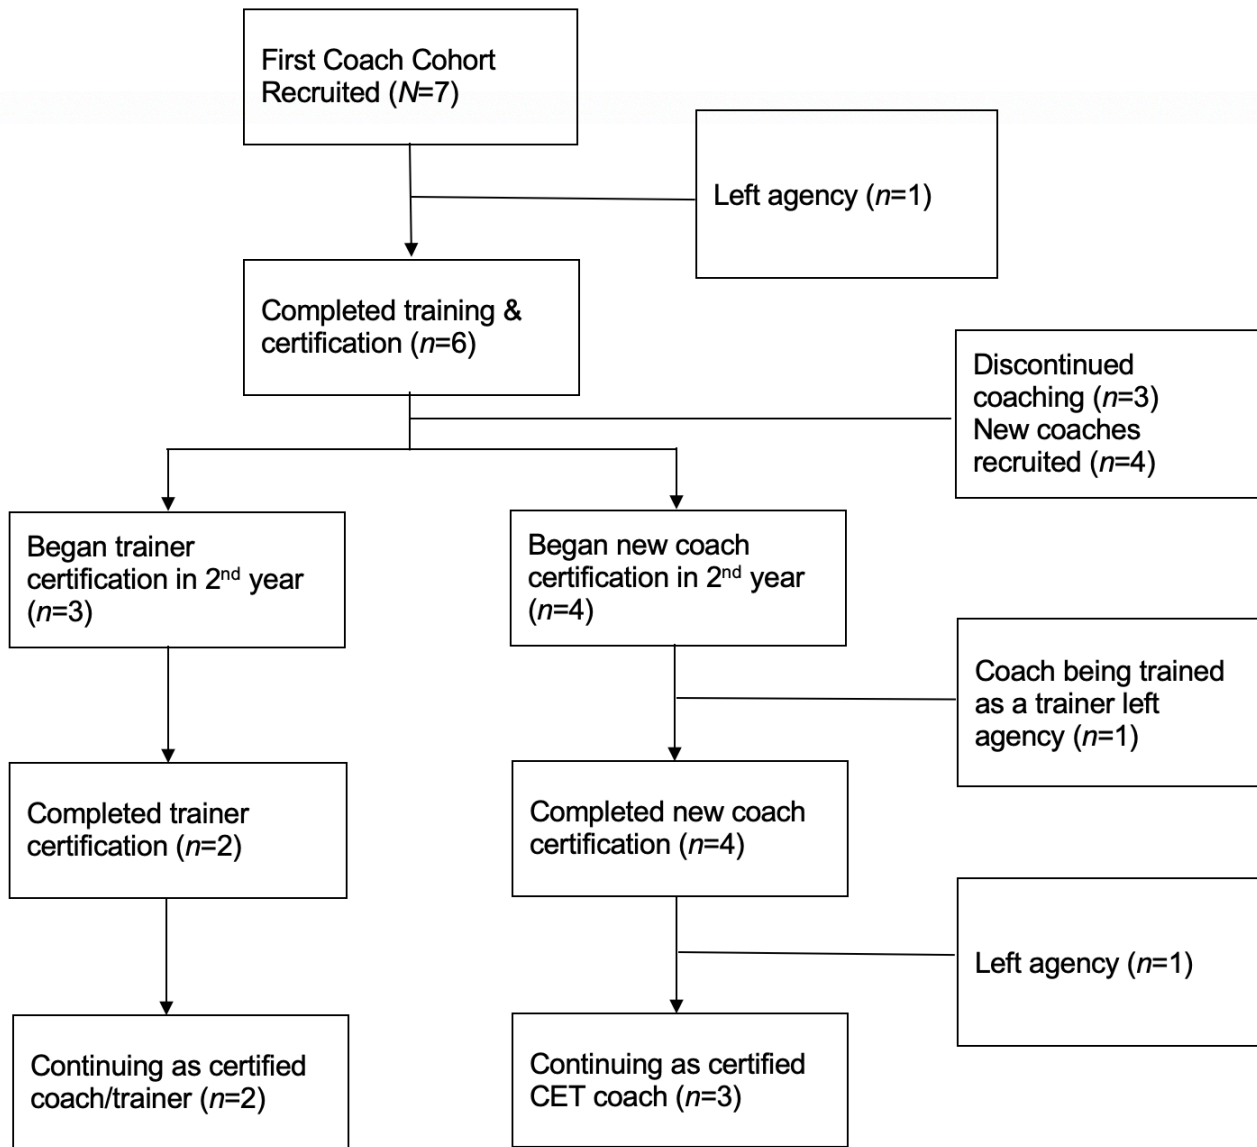 First Coach Cohort
Recruited (N=7)
Left agency (n=1)
Completed training &
certification (n=6)
Discontinued
coaching (n=3)
New coaches
recruited (n=4)
Began trainer
certification in 2nd year
(n=3)
Began new coach
certification in 2nd year
(n=4)
Coach being trained
as a trainer left
agency (n=1)
Completed trainer
certification (n=2)
Completed new coach
certification (n=4)
Left agency (n=1)
Continuing as certified
coach/trainer (n=2)
Continuing as certified
CET coach (n=3)